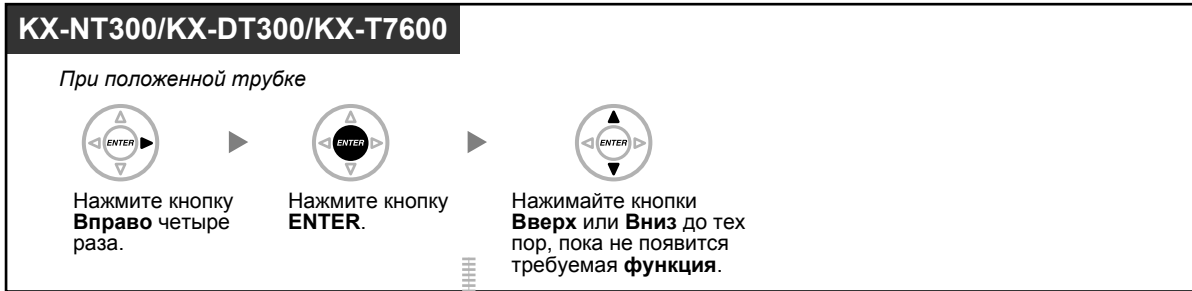 KX-NT300/KX-DT300/KX-T7600
При положенной трубке
ENTER
ENTER
ENTER
Нажмите кнопку
Вправо четыре
раза.
Нажмите кнопку
ENTER.
Нажимайте кнопки
Вверх или Вниз до тех
пор, пока не появится
требуемая функция.